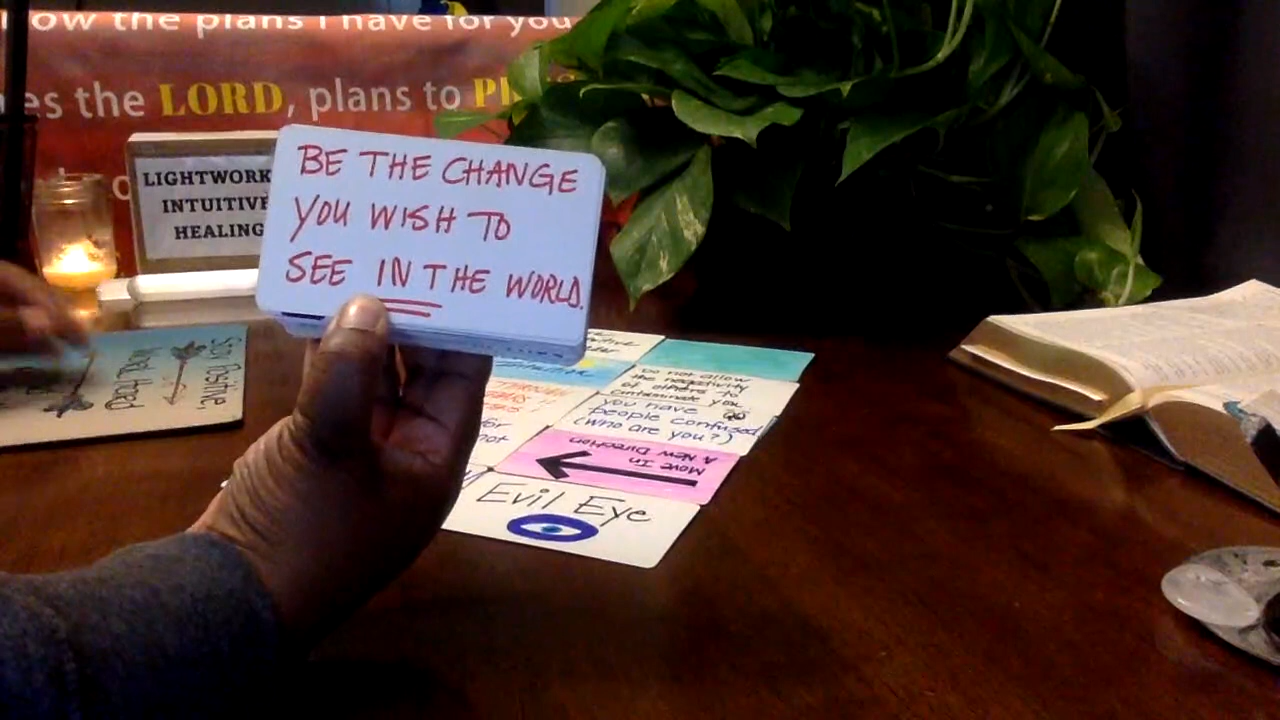 ow the plans I have for you
es the LORD, plans to
LIGHTWORK
INTUITIVE
HEALING
BE THE CHANGE
YOU WISH TO
SEE IN THE WORLD.
Stay Positive,
Do not allow
the negativity
of others to
contaminate you.
you have
people confused
(who are you?)
Move In
A New Direction
Evil Eye